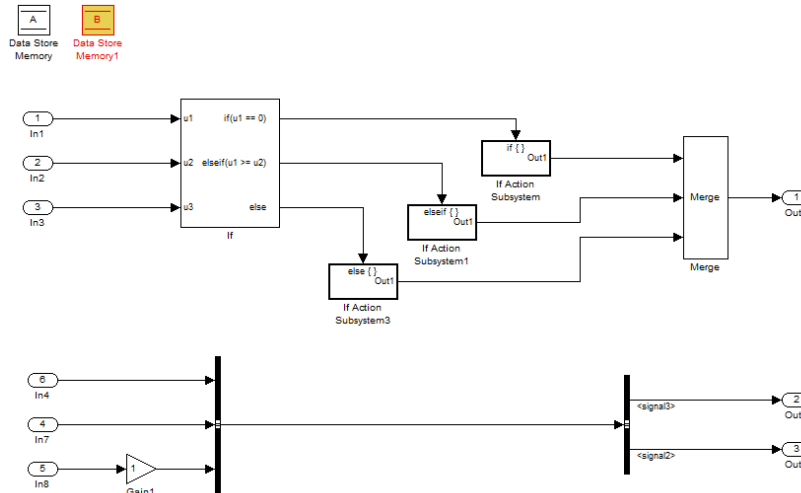 A
B
Data Store
Memory
Data Store
Memory1
1
In1
2
In2
3
In3
u1
if(u1 == 0)
u2
elseif(u1 >= u2)
u3
else
If
if { }
Out1
If Action
Subsystem
elseif { }
Out1
If Action
Subsystem1
else { }
Out1
If Action
Subsystem3
Merge
Merge
1
Out
6
In4
4
In7
5
In8
1
Gain1
<signal3>
<signal2>
2
Out
3
Out